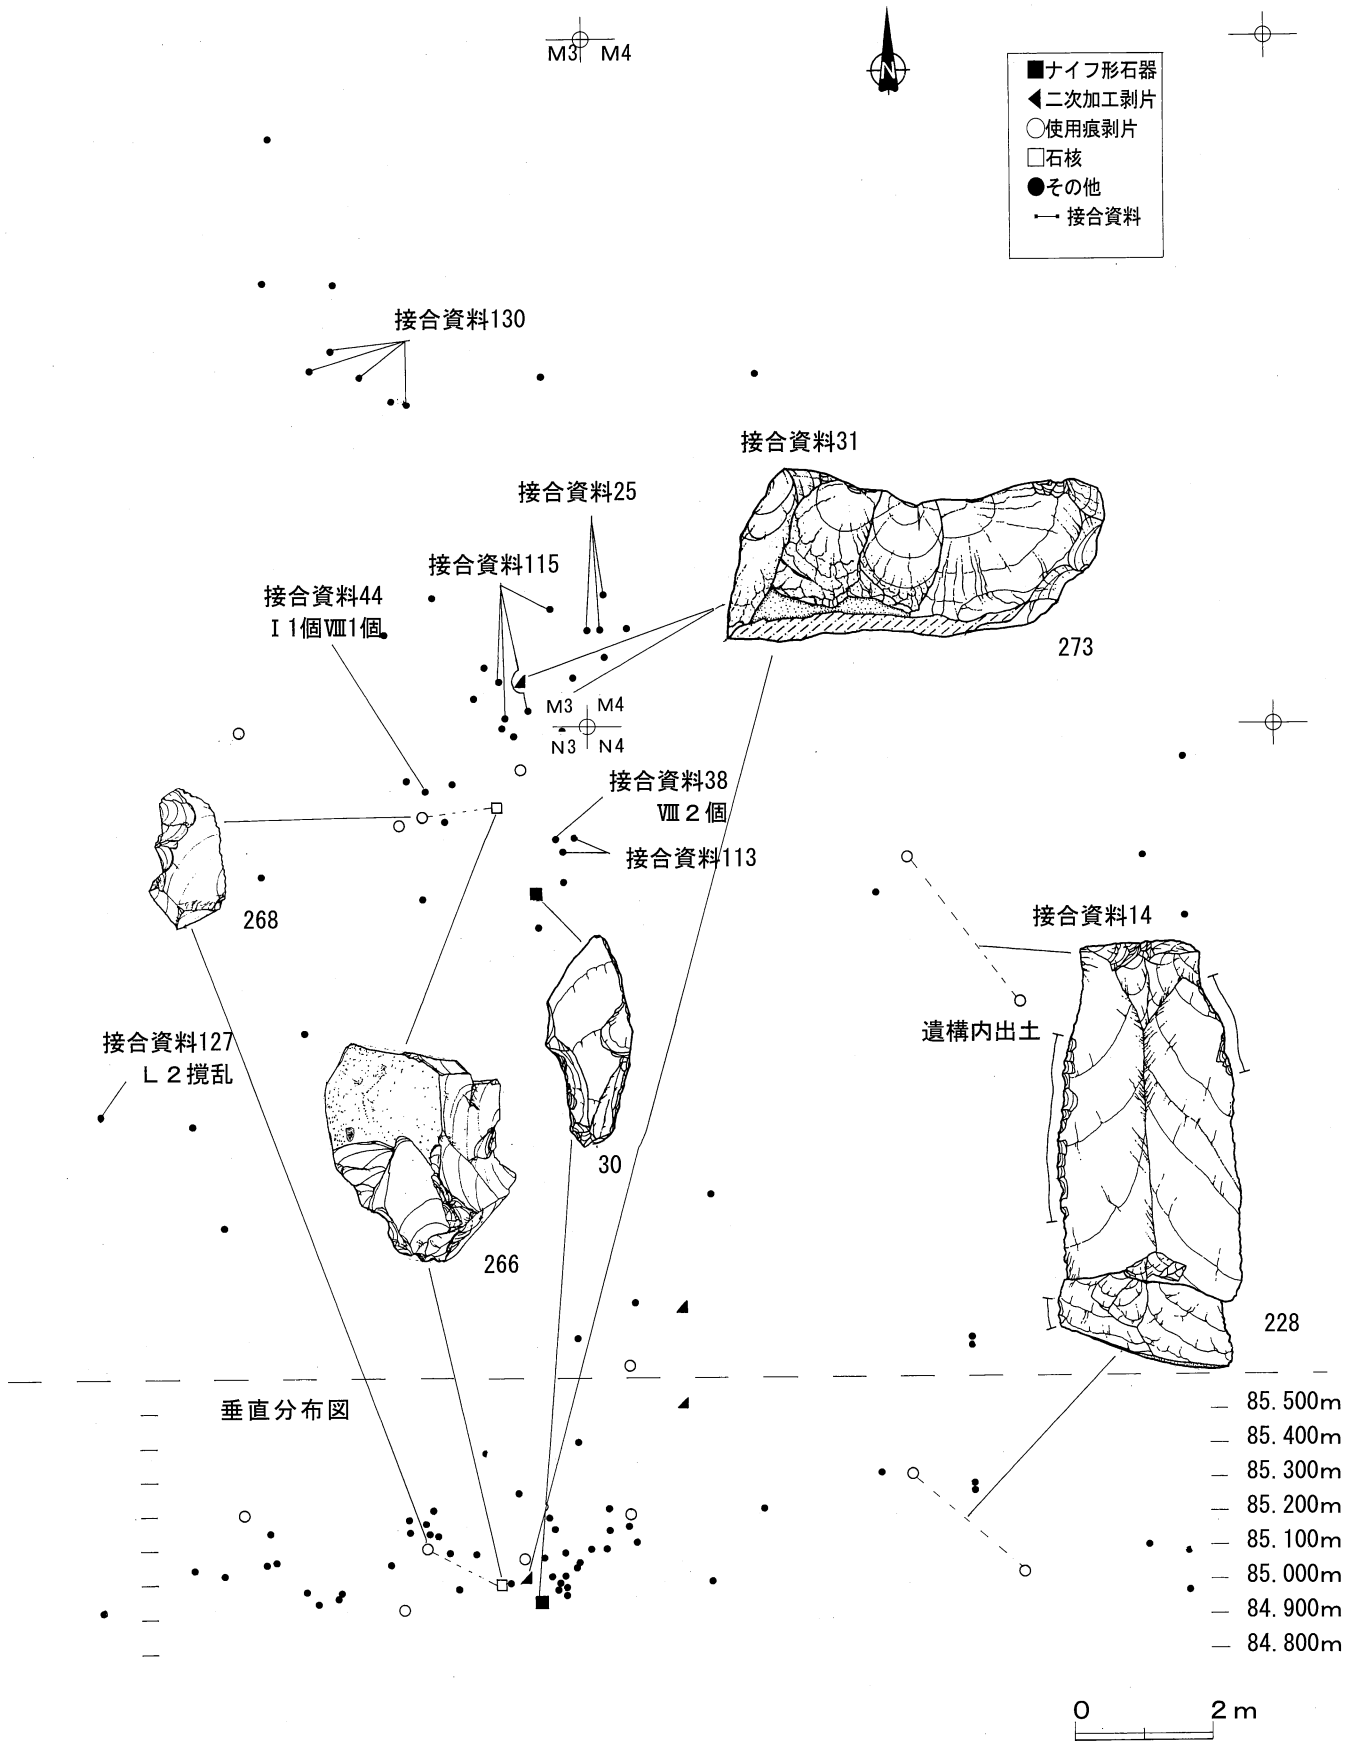 M3 M4
N
■ナイフ形石器
◀二次加工剥片
○使用痕剥片
□石核
●その他
接合資料
接合資料130
接合資料31
接合資料25
接合資料115
接合資料44
Ⅰ1個Ⅷ1個
273
M3 M4
N3 N4
接合資料38
Ⅷ2個
接合資料113
268
接合資料14
遺構内出土
接合資料127
L2撹乱
30
266
228
垂直分布図
85.500m
85.400m
85.300m
85.200m
85.100m
85.000m
84.900m
84.800m
0 2m